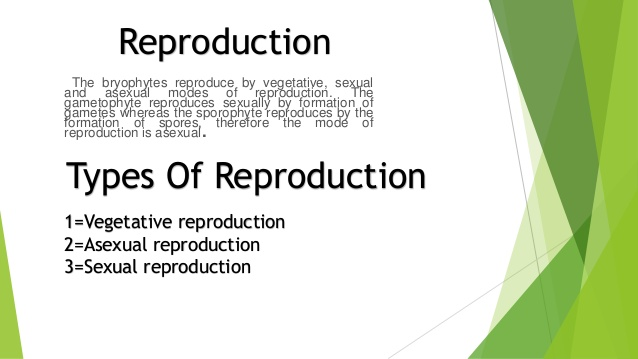 Reproduction
The bryophytes reproduce by vegetative, sexual
and asexual modes of reproduction. The
gametophyte reproduces sexually by formation of
gametes whereas the sporophyte reproduces by the
formation of spores, therefore the mode of
reproduction is asexual.
Types Of Reproduction
1=Vegetative reproduction
2=Asexual reproduction
3=Sexual reproduction